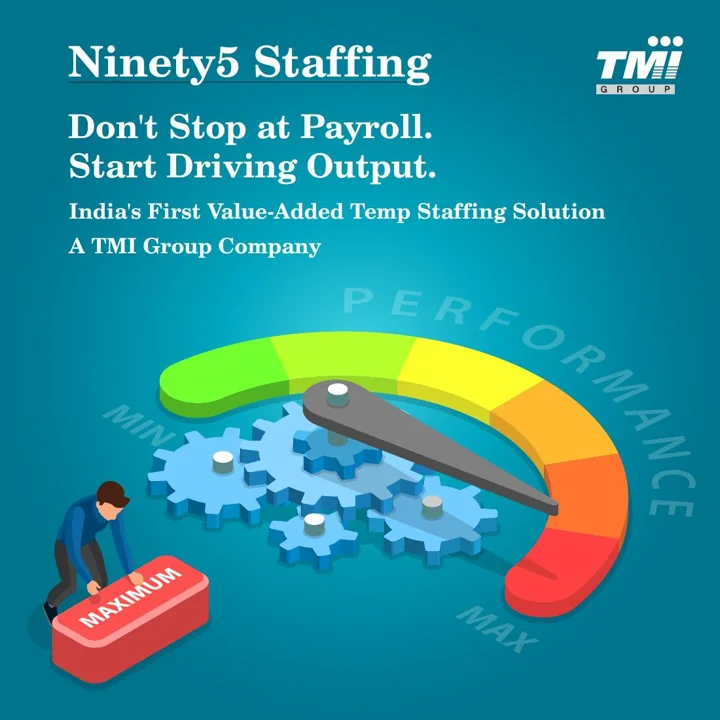 Ninety5 Staffing
TMI
GROUP
Don't Stop at Payroll.
Start Driving Output.
India's First Value-Added Temp Staffing Solution
A TMI Group Company
PERFORMANCE
MIN
MAXIMUM
MAX